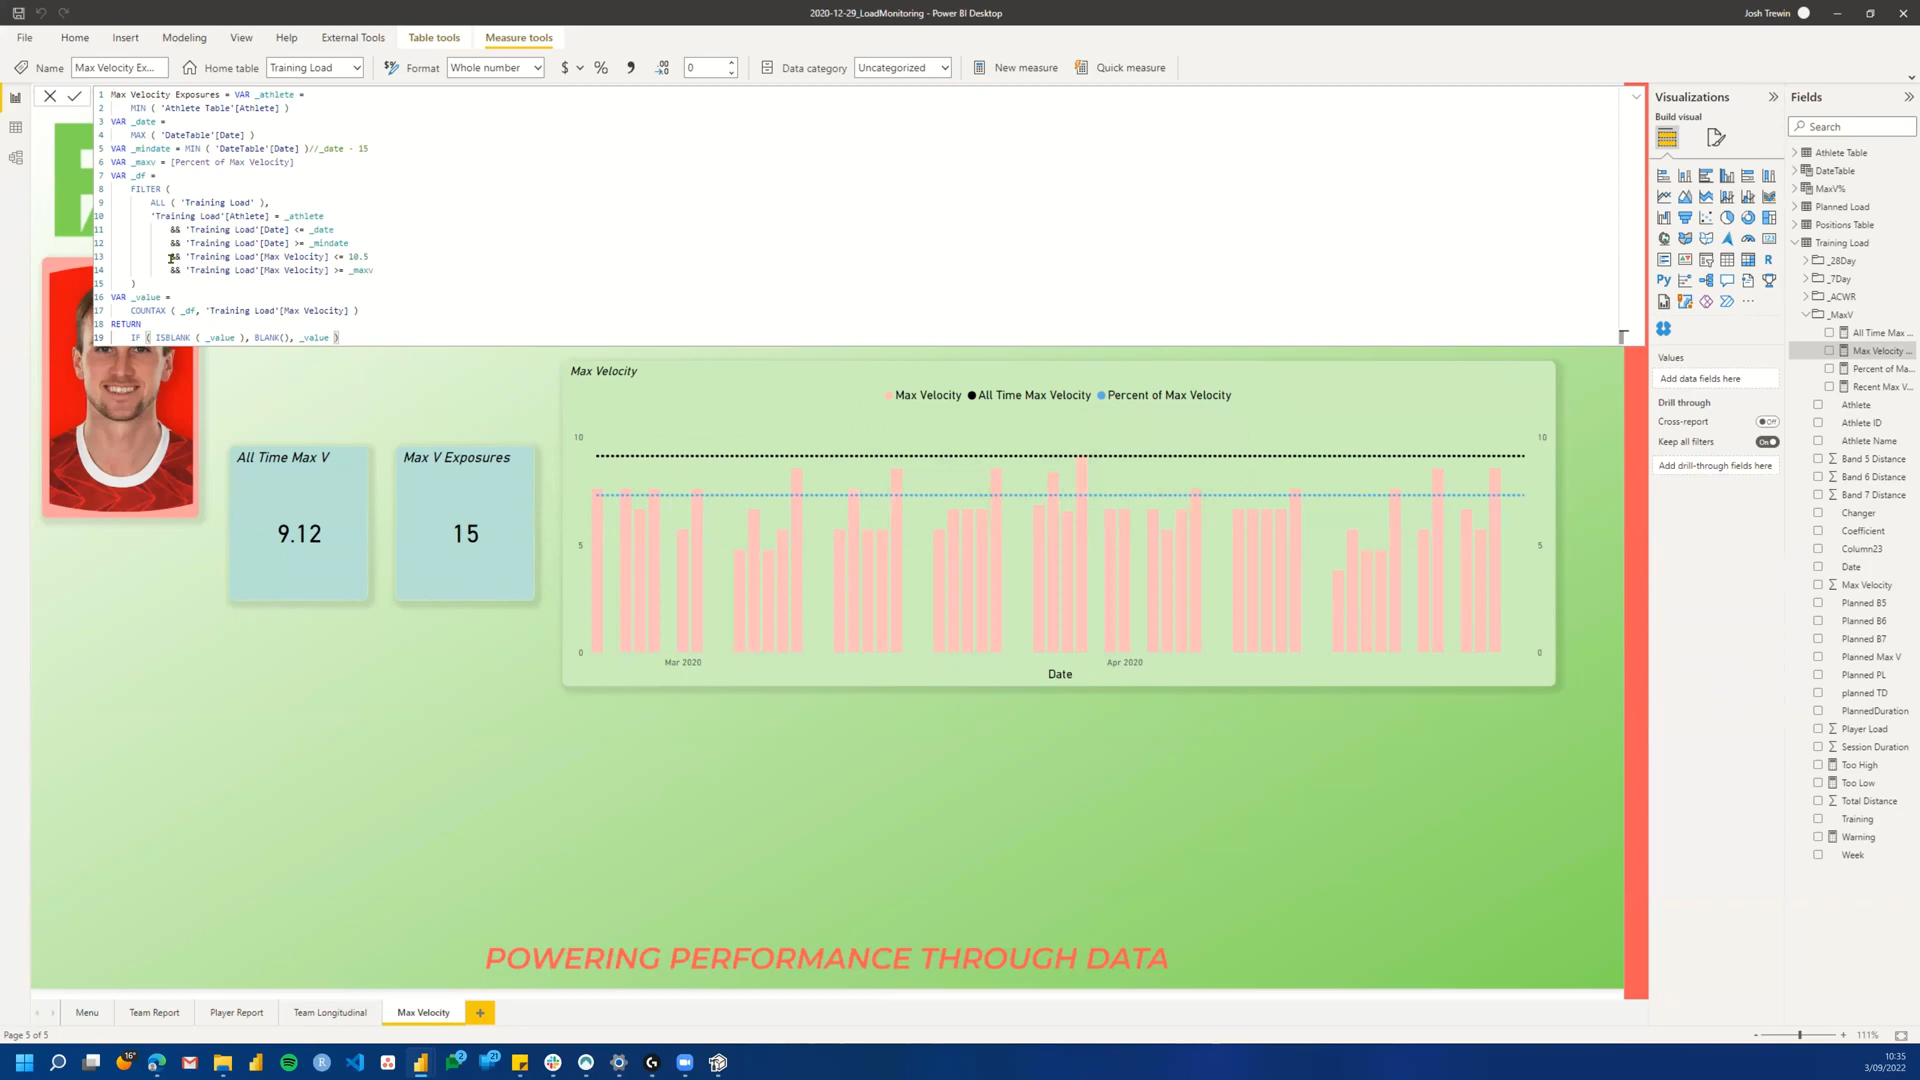 2020-12-29_LoadMonitoring - Power BI Desktop
Josh Trewin
File Home Insert Modeling View Help External Tools Table tools Measure tools
Name Max Velocity Ex... Home table Training Load Format Whole number $ % 9 .00 0 Data category Uncategorized New measure Quick measure
1 Max Velocity Exposures = VAR _athlete =
2 MIN ( 'Athlete Table'[Athlete] )
3 VAR _date =
4 MAX ( 'DateTable'[Date] )
5 VAR _mindate = MIN ( 'DateTable'[Date] )//_date - 15
6 VAR _maxv = [Percent of Max Velocity]
7 VAR _df =
8 FILTER (
9 ALL ( 'Training Load' ),
10 'Training Load'[Athlete] = _athlete
11 && 'Training Load'[Date] <= _date
12 && 'Training Load'[Date] >= _mindate
13 && 'Training Load'[Max Velocity] <= 10.5
14 && 'Training Load'[Max Velocity] >= _maxv
15 )
16 VAR _value =
17 COUNTAX ( _df, 'Training Load'[Max Velocity] )
18 RETURN
19 IF ( ISBLANK ( _value ), BLANK(), _value )
All Time Max V
9.12
Max V Exposures
15
Max Velocity
Max Velocity All Time Max Velocity Percent of Max Velocity
10
10
5
5
0
0
Mar 2020
Apr 2020
Date
POWERING PERFORMANCE THROUGH DATA
Visualizations
Build visual
R
Py
123
...
Values
Add data fields here
Drill through
Cross-report Off
Keep all filters On
Add drill-through fields here
Fields
Search
Athlete Table
DateTable
MaxV%
Planned Load
Positions Table
Training Load
_28Day
_7Day
_ACWR
_MaxV
All Time Max ...
Max Velocity ...
Percent of Ma...
Recent Max V...
Athlete
Athlete ID
Athlete Name
Band 5 Distance
Band 6 Distance
Band 7 Distance
Changer
Coefficient
Column23
Date
Max Velocity
Planned B5
Planned B6
Planned B7
Planned Max V
Planned PL
planned TD
PlannedDuration
Player Load
Session Duration
Too High
Too Low
Total Distance
Training
Warning
Week
Menu Team Report Player Report Team Longitudinal Max Velocity +
Page 5 of 5
- + 111%
16°
2
21
10:35
3/09/2022